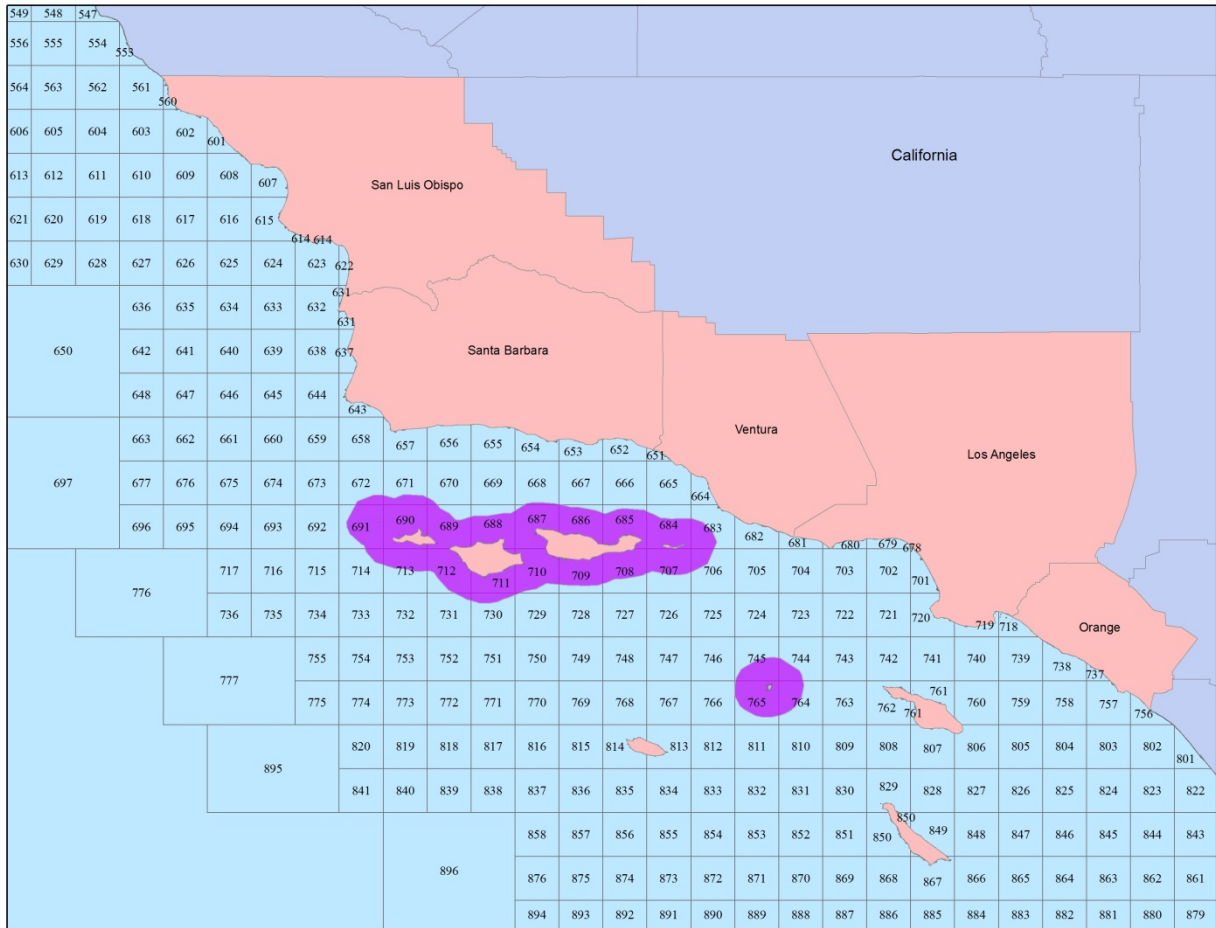 549 548 547
556 555 554 553
564 563 562 561 560
606 605 604 603 602 601
California
613 612 611 610 609 608 607
San Luis Obispo
621 620 619 618 617 616 615
614 614
630 629 628 627 626 625 624 623 622
631
636 635 634 633 632
631
650 642 641 640 639 638 637
Santa Barbara
648 647 646 645 644
643
Ventura
663 662 661 660 659 658 657 656 655 654 653 652 651
Los Angeles
697 677 676 675 674 673 672 671 670 669 668 667 666 665 664
696 695 694 693 692 691 690 689 688 687 686 685 684 683 682 681 680 679 678
776 717 716 715 714 713 712 711 710 709 708 707 706 705 704 703 702 701
736 735 734 733 732 731 730 729 728 727 726 725 724 723 722 721 720 719 718
Orange
777 755 754 753 752 751 750 749 748 747 746 745 744 743 742 741 740 739 738 737
775 774 773 772 771 770 769 768 767 766 765 764 763 762 761 761 760 759 758 757 756
895 820 819 818 817 816 815 814 813 812 811 810 809 808 807 806 805 804 803 802 801
841 840 839 838 837 836 835 834 833 832 831 830 829 828 827 826 825 824 823 822
850
858 857 856 855 854 853 852 851 850 849 848 847 846 845 844 843
896 876 875 874 873 872 871 870 869 868 867 866 865 864 863 862 861
894 893 892 891 890 889 888 887 886 885 884 883 882 881 880 879